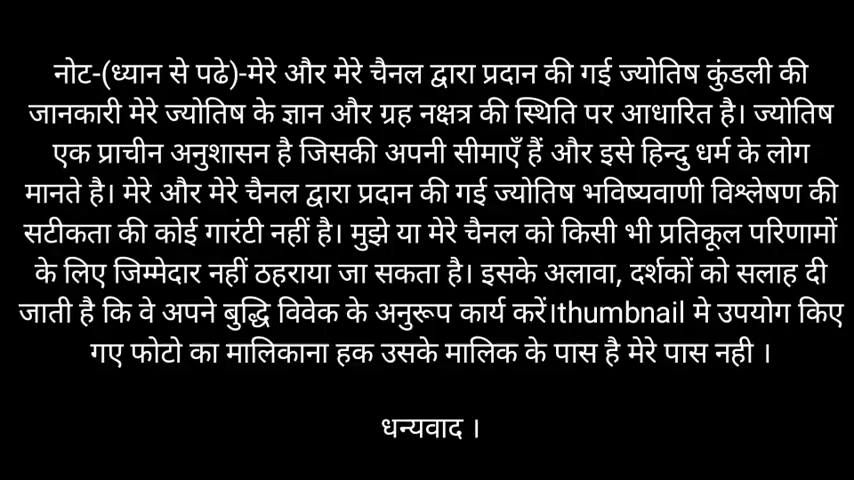 नोट-(ध्यान से पढे)-मेरे और मेरे चैनल द्वारा प्रदान की गई ज्योतिष कुंडली की
जानकारी मेरे ज्योतिष के ज्ञान और ग्रह नक्षत्र की स्थिति पर आधारित है। ज्योतिष
एक प्राचीन अनुशासन है जिसकी अपनी सीमाएँ हैं और इसे हिन्दु धर्म के लोग
मानते है। मेरे और मेरे चैनल द्वारा प्रदान की गई ज्योतिष भविष्यवाणी विश्लेषण की
सटीकता की कोई गारंटी नहीं है। मुझे या मेरे चैनल को किसी भी प्रतिकूल परिणामों
के लिए जिम्मेदार नहीं ठहराया जा सकता है। इसके अलावा, दर्शकों को सलाह दी
जाती है कि वे अपने बुद्धि विवेक के अनुरूप कार्य करें।thumbnail मे उपयोग किए
गए फोटो का मालिकाना हक उसके मालिक के पास है मेरे पास नही ।
धन्यवाद ।